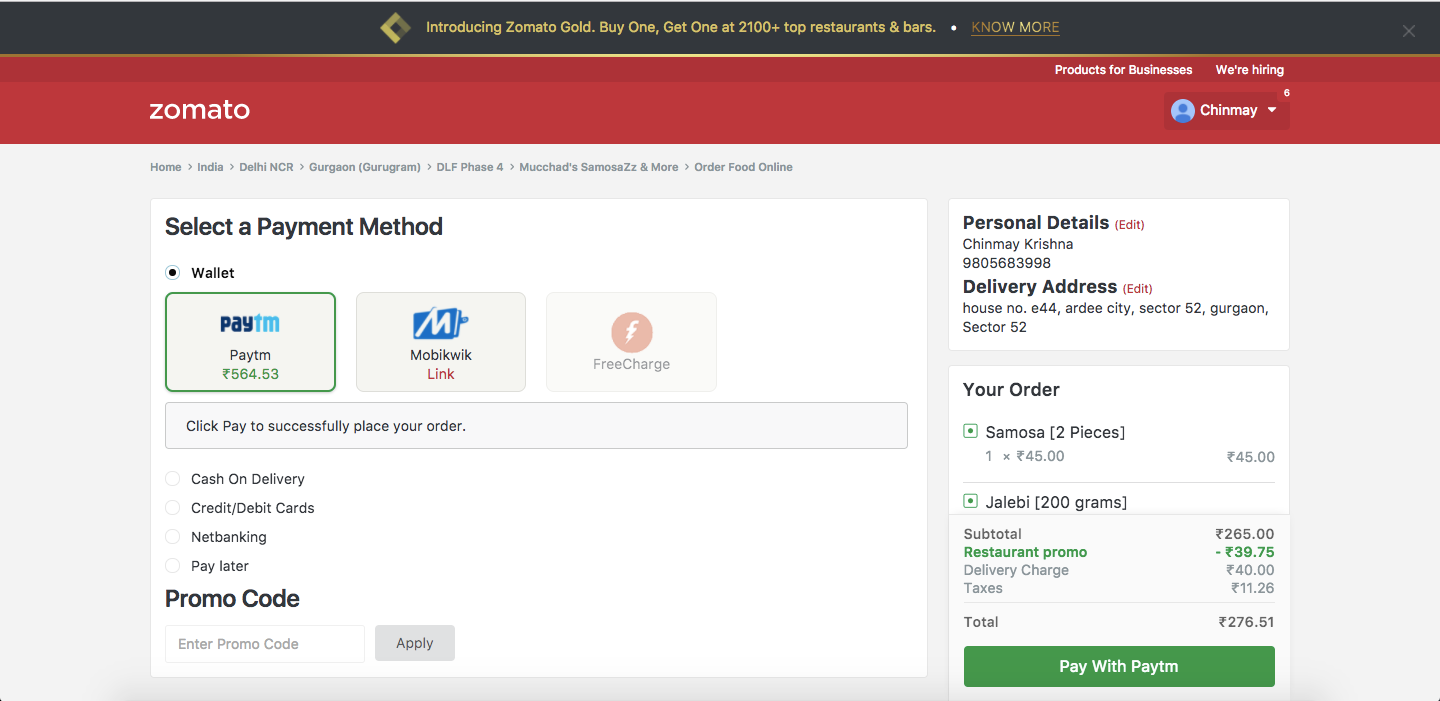 Introducing Zomato Gold. Buy One, Get One at 2100+ top restaurants & bars. • KNOW MORE
Products for Businesses We're hiring
zomato
Chinmay 6
Home > India > Delhi NCR > Gurgaon (Gurugram) > DLF Phase 4 > Mucchad's SamosaZz & More > Order Food Online
Select a Payment Method
Wallet
paytm
Paytm
₹564.53
M
Mobikwik
Link
FreeCharge
Click Pay to successfully place your order.
Cash On Delivery
Credit/Debit Cards
Netbanking
Pay later
Promo Code
Enter Promo Code Apply
Personal Details (Edit)
Chinmay Krishna
9805683998
Delivery Address (Edit)
house no. e44, ardee city, sector 52, gurgaon,
Sector 52
Your Order
Samosa [2 Pieces]
1 × ₹45.00 ₹45.00
Jalebi [200 grams]
Subtotal ₹265.00
Restaurant promo - ₹39.75
Delivery Charge ₹40.00
Taxes ₹11.26
Total ₹276.51
Pay With Paytm